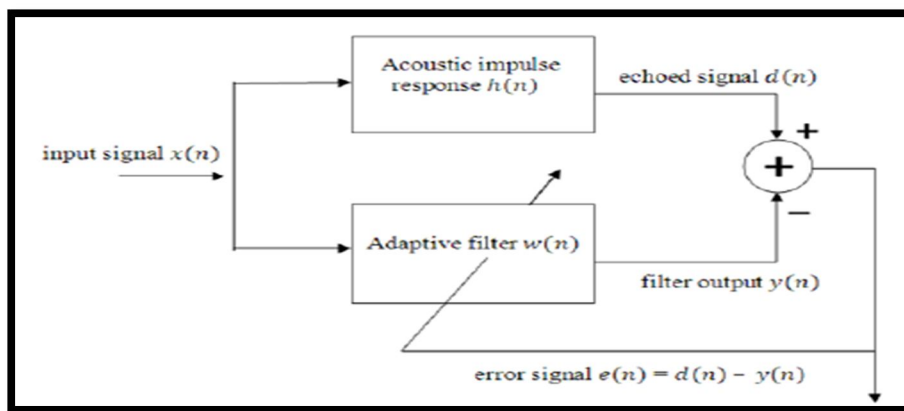 Acoustic impulse
response h(n)
echoed signal d(n)
+
input signal x(n)
+
−
Adaptive filter w(n)
filter output y(n)
error signal e(n) = d(n) − y(n)